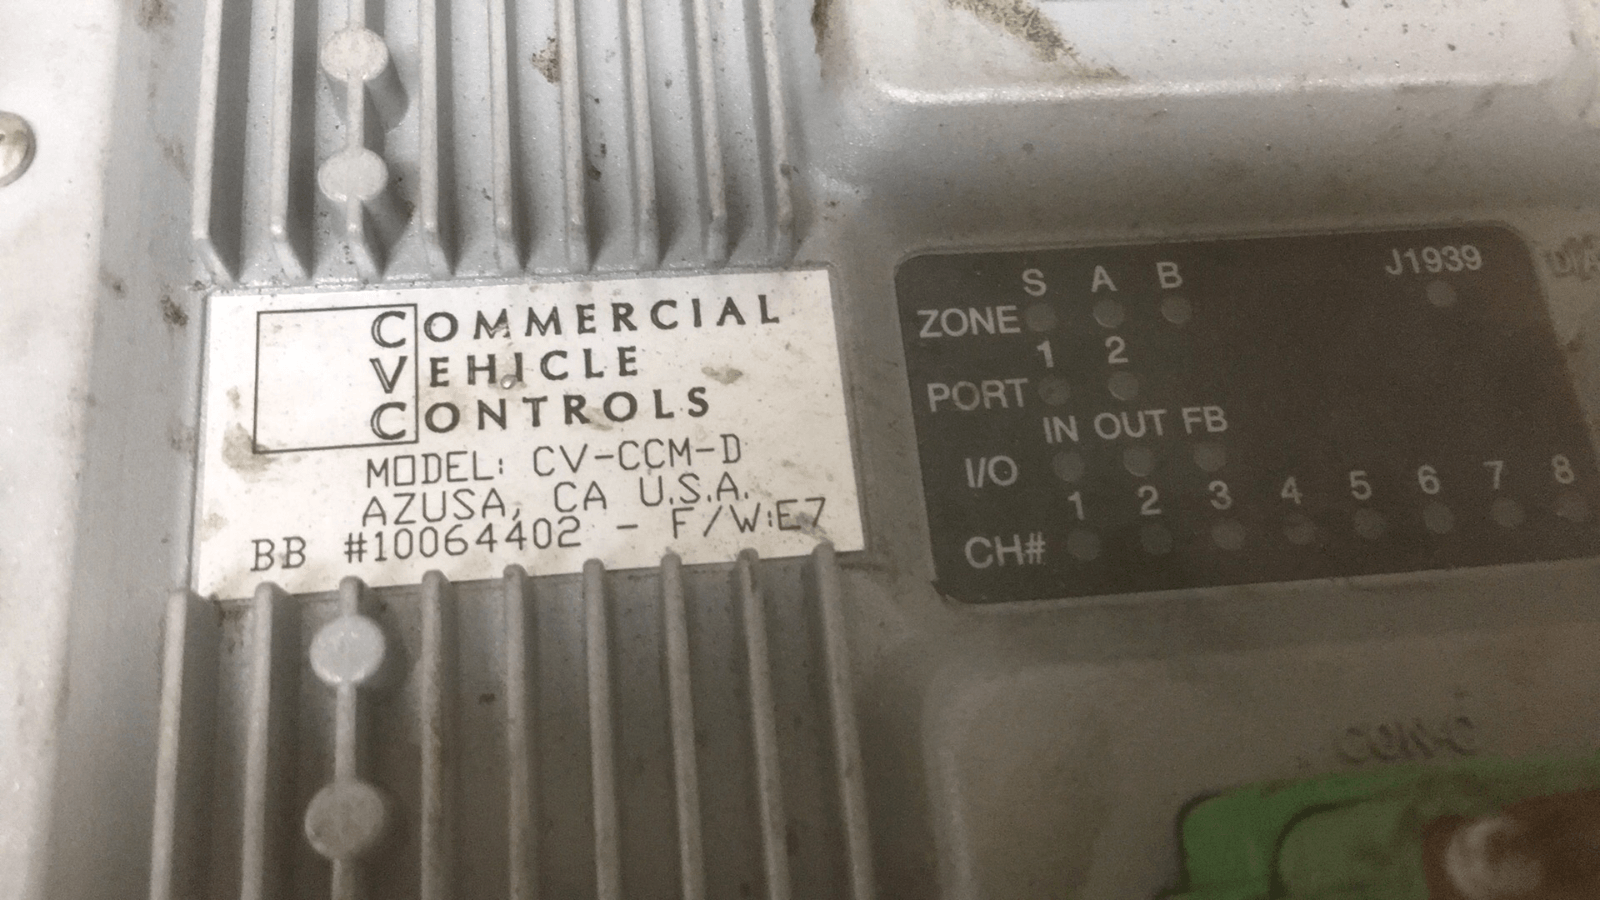 COMMERCIAL
VEHICLE
CONTROLS
MODEL: CV-CCM-D
AZUSA, CA U.S.A.
BB #10064402 - F/W:E7
S A B
J1939
ZONE
1 2
PORT
IN OUT FB
I/O
1 2 3 4 5 6 7 8
CH#